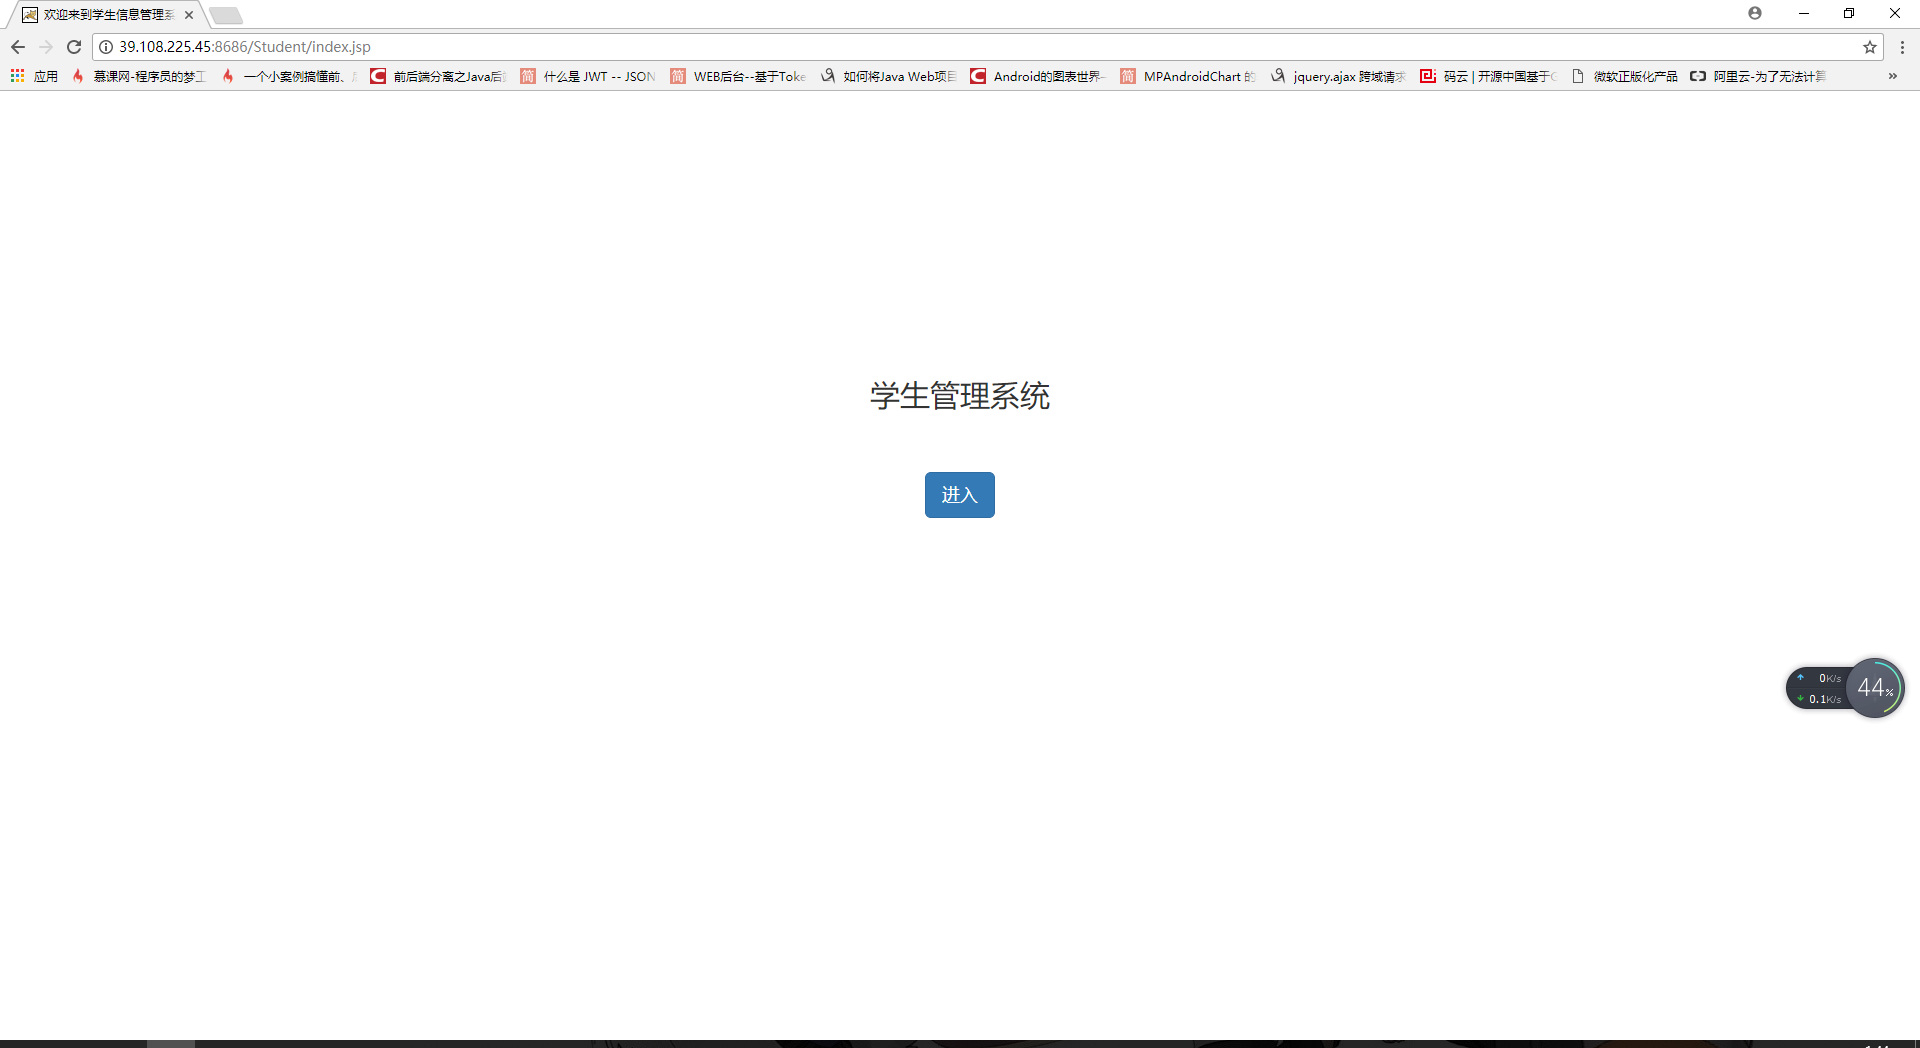 欢迎来到学生信息管理系
39.108.225.45:8686/Student/index.jsp
应用 慕课网-程序员的梦工 一个小案例搞懂前、 前后端分离之Java后 什么是 JWT -- JSON WEB后台--基于Toke 如何将Java Web项目 Android的图表世界- MPAndroidChart 的 jquery.ajax 跨域请求 码云 | 开源中国基于G 微软正版化产品 阿里云-为了无法计算 »
学生管理系统
进入
0K/s
0.1K/s
44%